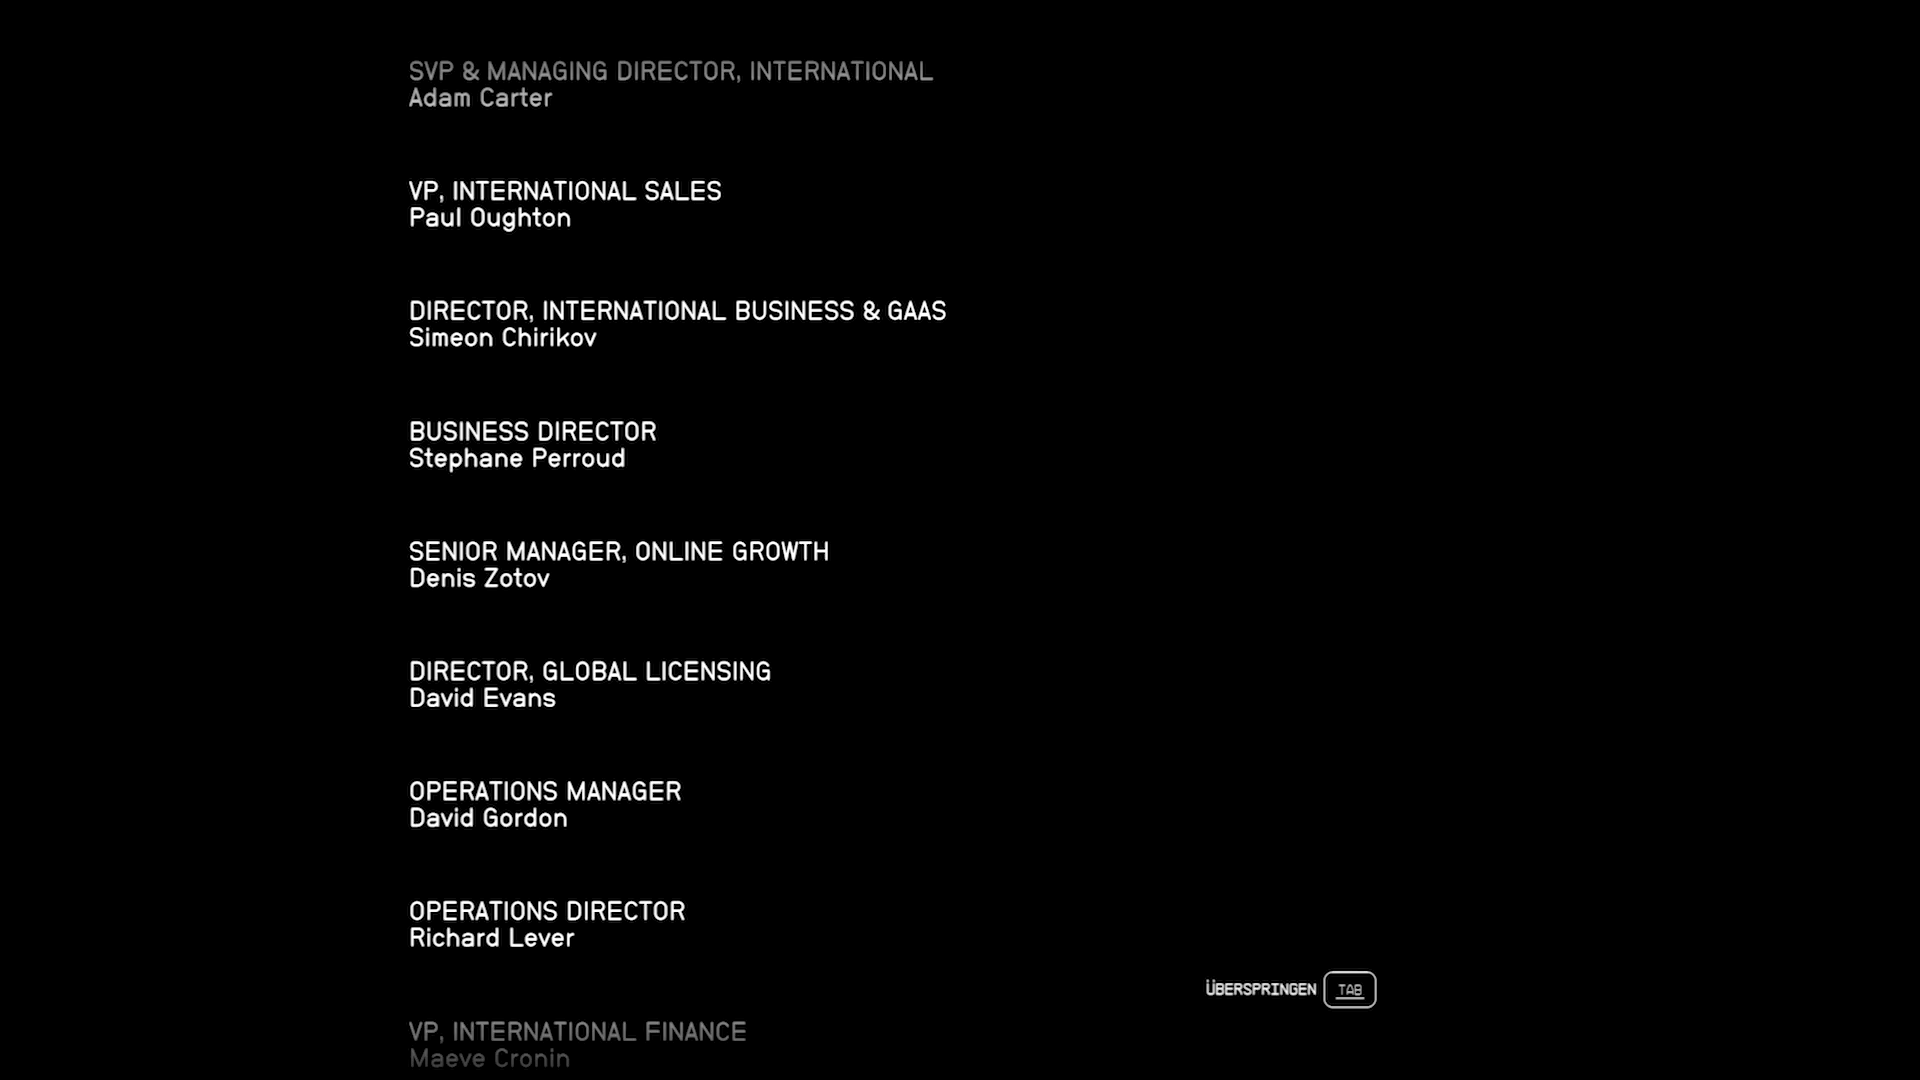 SVP & MANAGING DIRECTOR, INTERNATIONAL
Adam Carter
VP, INTERNATIONAL SALES
Paul Oughton
DIRECTOR, INTERNATIONAL BUSINESS & GAAS
Simeon Chirikov
BUSINESS DIRECTOR
Stephane Perroud
SENIOR MANAGER, ONLINE GROWTH
Denis Zotov
DIRECTOR, GLOBAL LICENSING
David Evans
OPERATIONS MANAGER
David Gordon
OPERATIONS DIRECTOR
Richard Lever
ÜBERSPRINGEN TAB
VP, INTERNATIONAL FINANCE
Maeve Cronin